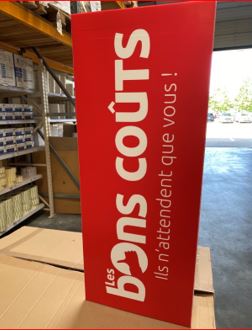 Les
bons coûts
Ils n'attendent que vous !